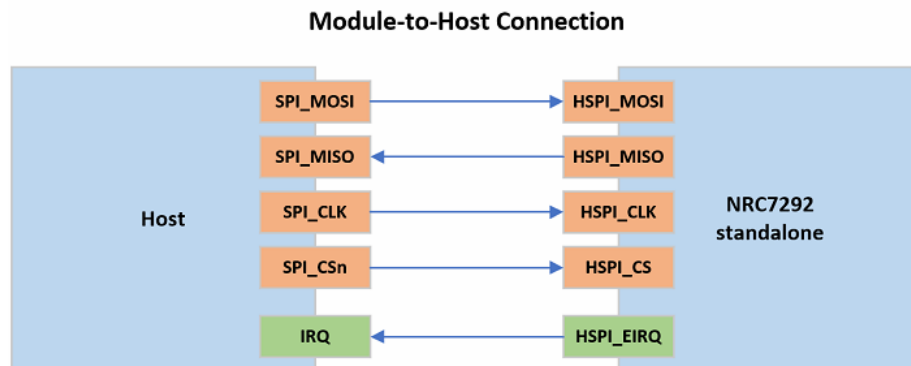 Module-to-Host Connection
SPI_MOSI
HSPI_MOSI
SPI_MISO
HSPI_MISO
SPI_CLK
HSPI_CLK
Host
NRC7292
standalone
SPI_CSn
HSPI_CS
IRQ
HSPI_EIRQ